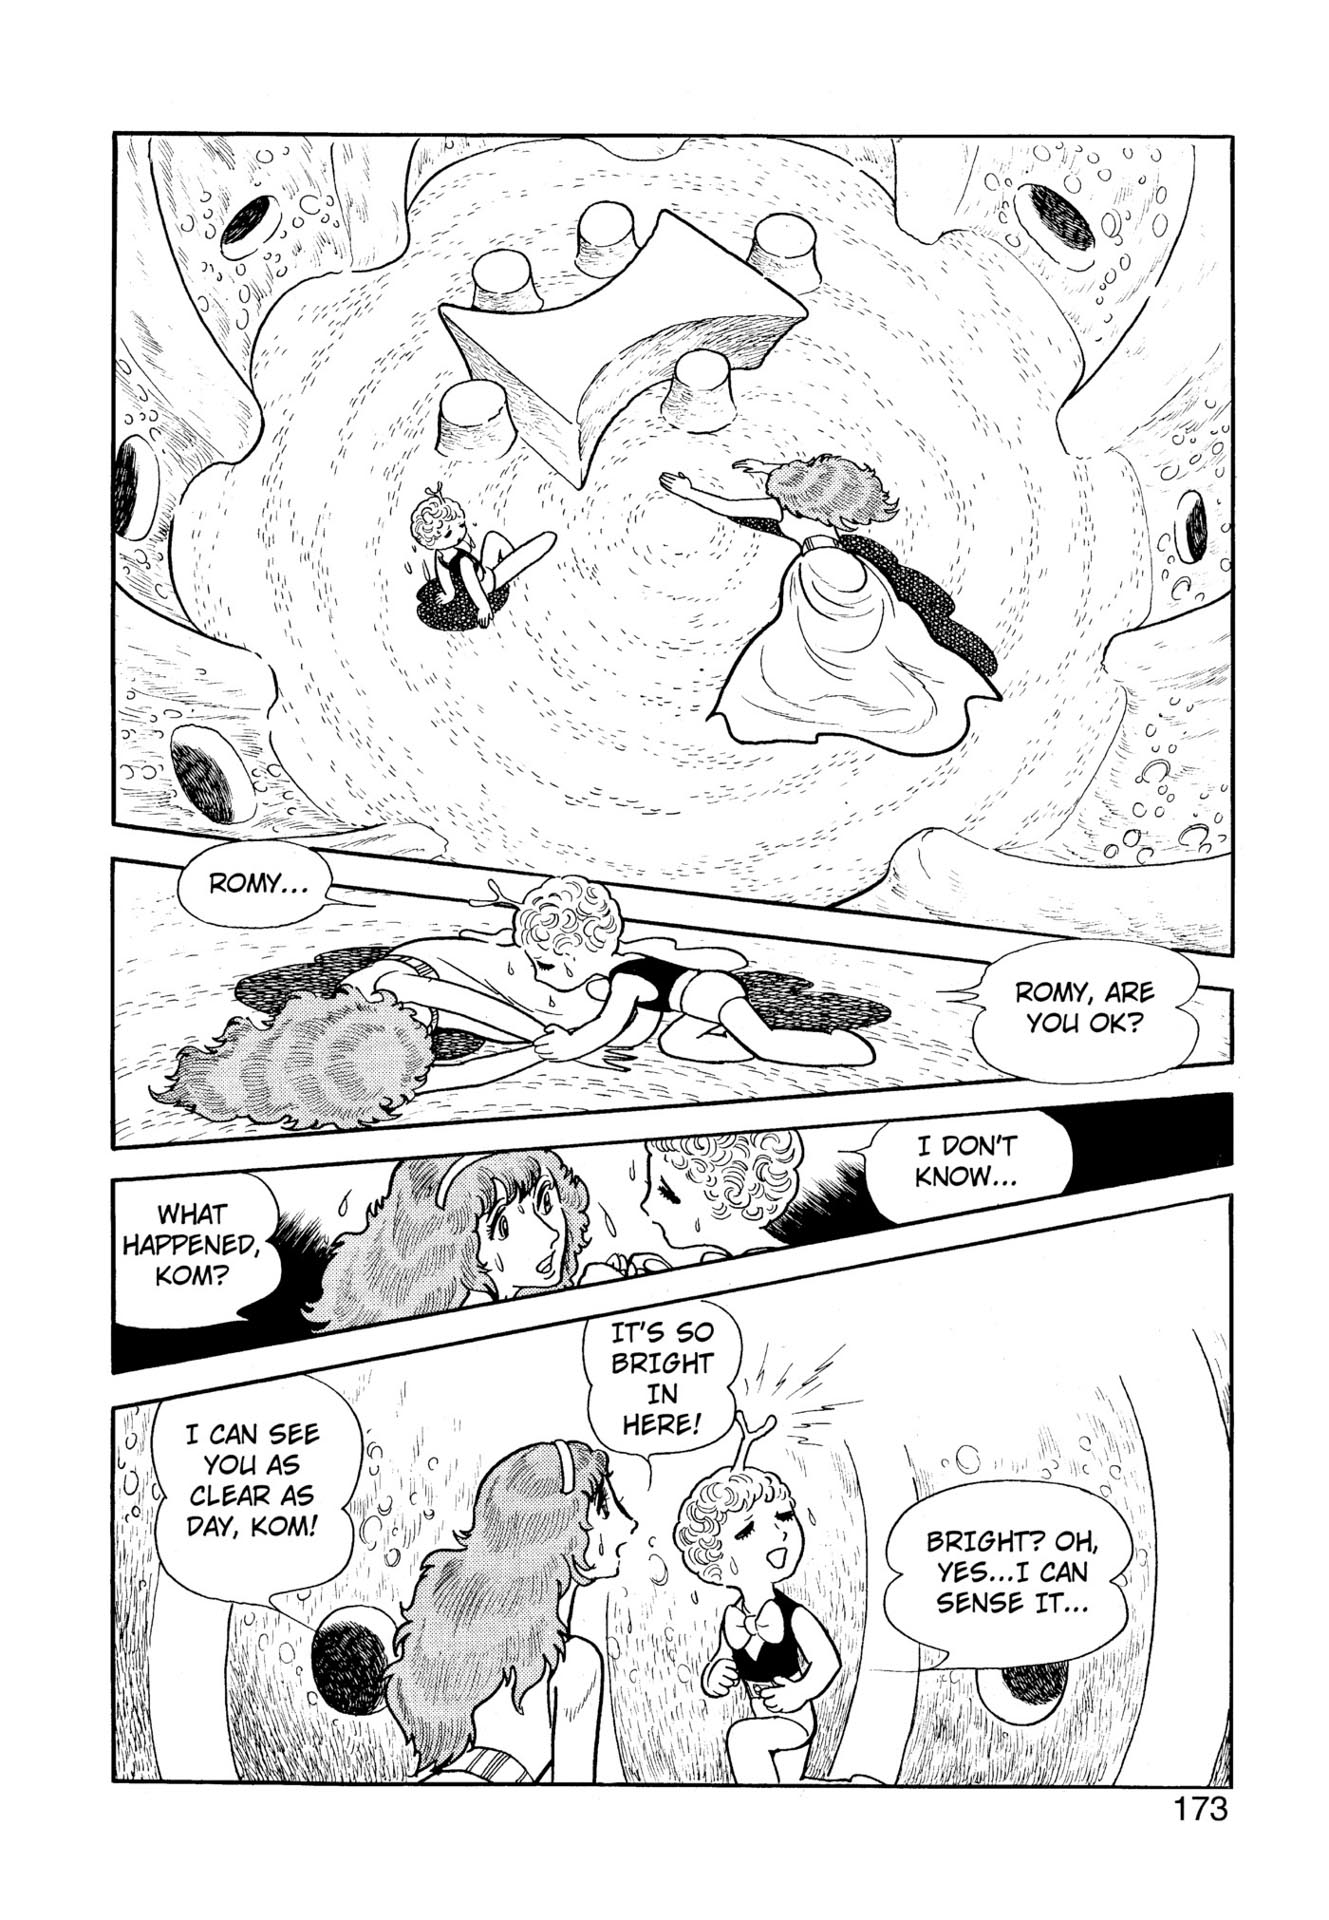 ROMY...
ROMY, ARE
YOU OK?
WHAT
HAPPENED,
KOM?
I DON'T
KNOW...
I CAN SEE
YOU AS
CLEAR AS
DAY, KOM!
IT'S SO
BRIGHT
IN
HERE!
BRIGHT? OH,
YES...I CAN
SENSE IT...
173